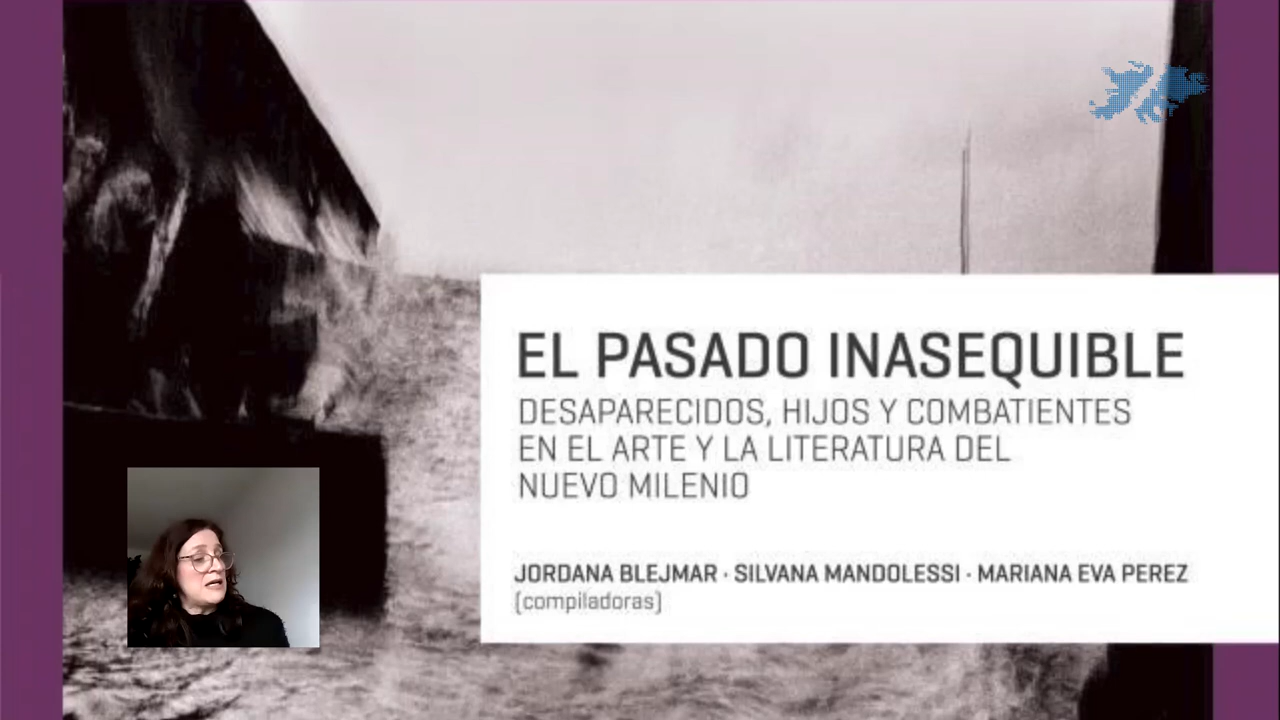 EL PASADO INASEQUIBLE
DESAPARECIDOS, HIJOS Y COMBATIENTES
EN EL ARTE Y LA LITERATURA DEL
NUEVO MILENIO
JORDANA BLEJMAR · SILVANA MANDOLESSI · MARIANA EVA PEREZ
(compiladoras)